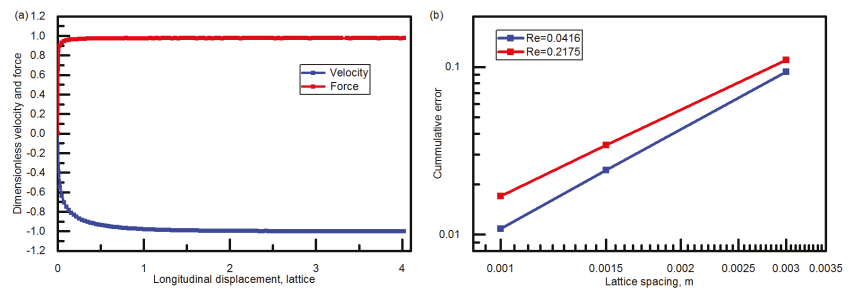 (a)
1.2
1.0
0.8
0.6
0.4
0.2
0.0
-0.2
-0.4
-0.6
-0.8
-1.0
-1.2
Dimensionless velocity and force
Velocity
Force
0 1 2 3 4
Longitudinal displacement, lattice
(b)
Re=0.0416
Re=0.2175
0.1
0.01
Cummulative error
0.001 0.0015 0.002 0.0025 0.003 0.0035
Lattice spacing, m